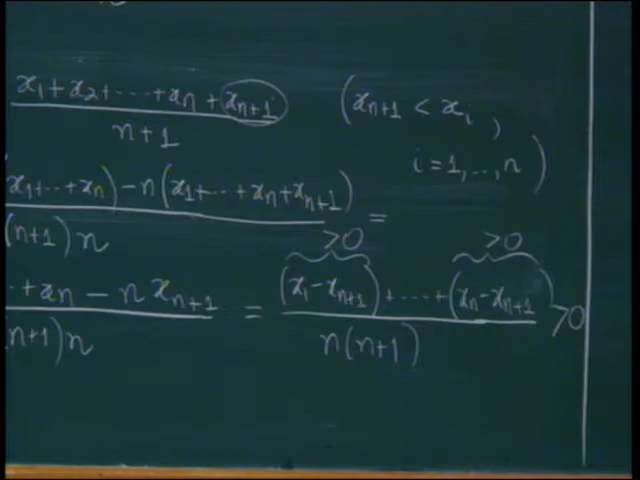 x₁+x₂+⋯+xₙ+xₙ₊₁ / n+1 (xₙ₊₁ < xᵢ, i=1,..,n)
x₁+⋯+xₙ) − n(x₁+⋯+xₙ+xₙ₊₁) / (n+1)n =
⋯+xₙ − n xₙ₊₁ / n+1)n = (x₁−xₙ₊₁)+⋯+(xₙ−xₙ₊₁) / n(n+1) >0
>0 >0